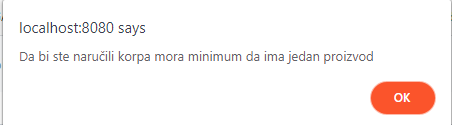 localhost:8080 says
Da bi ste naručili korpa mora minimum da ima jedan proizvod
OK